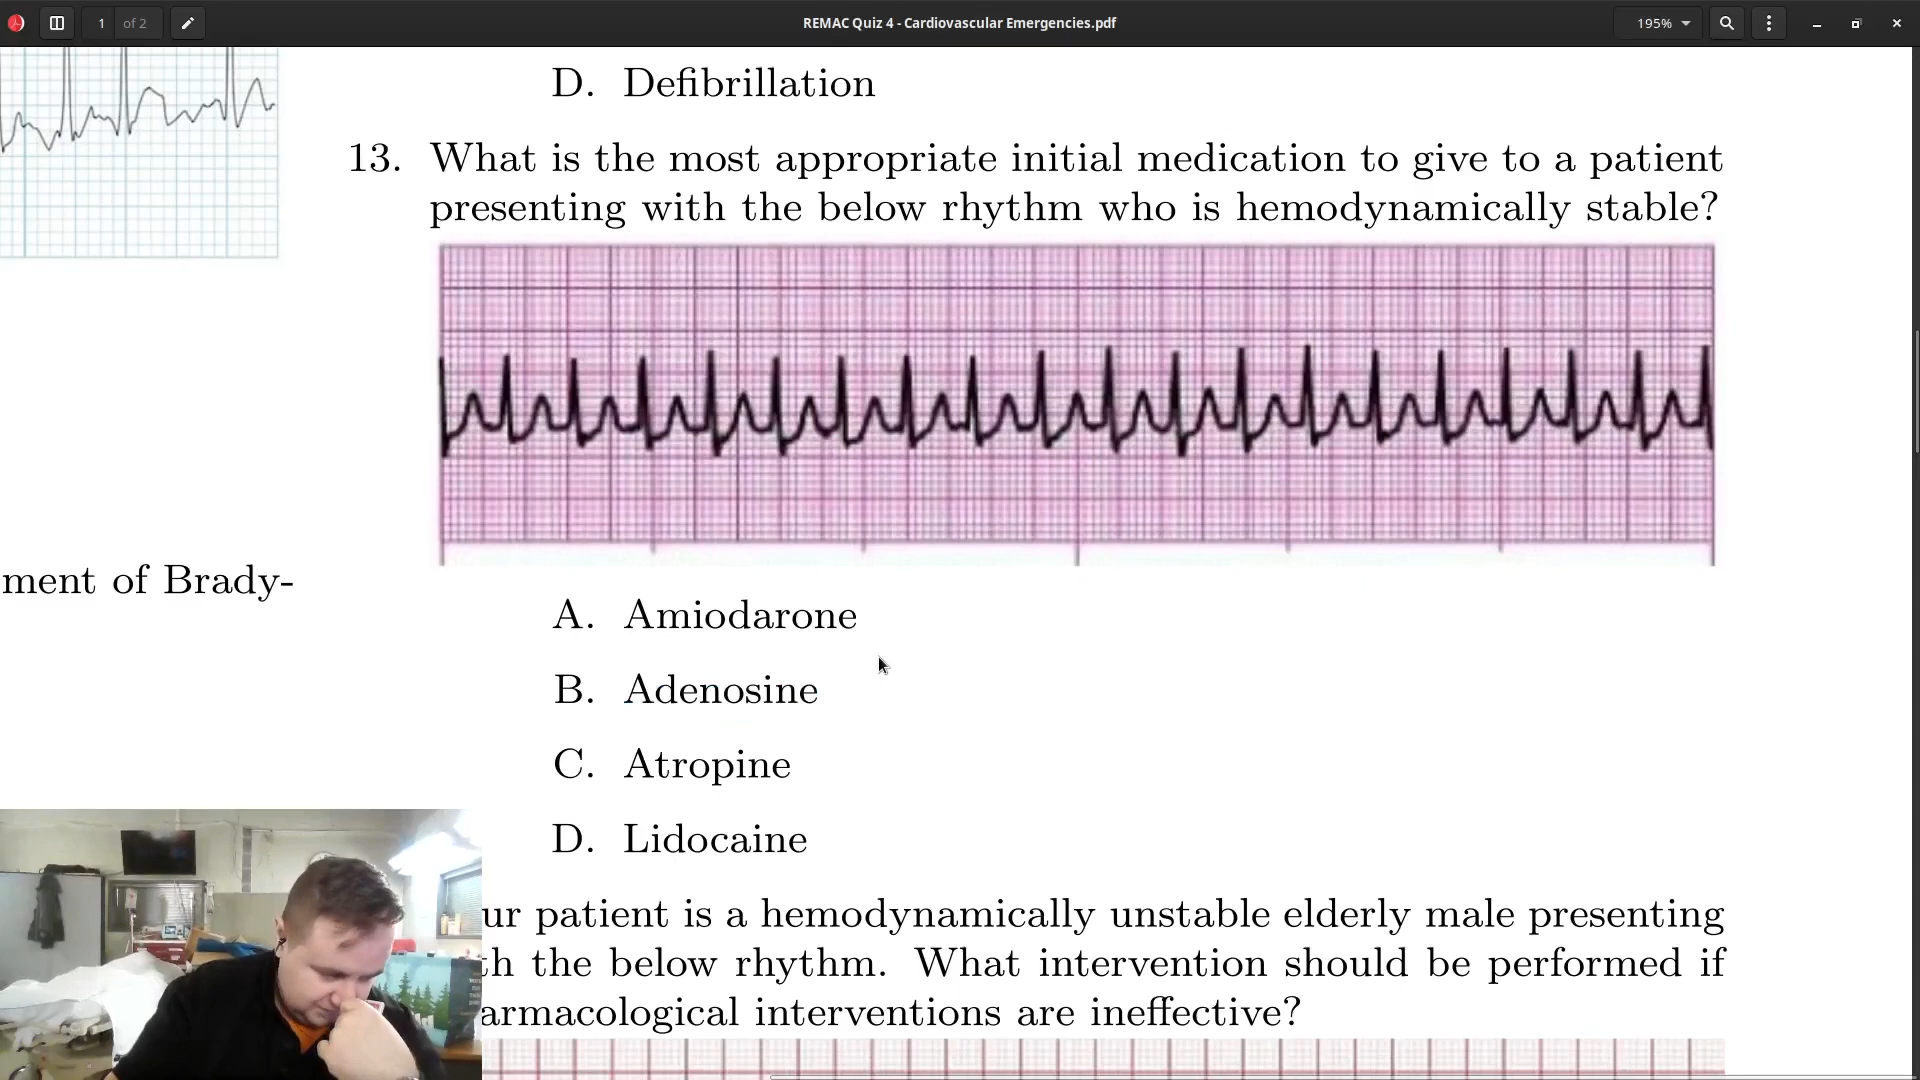 1 of 2
REMAC Quiz 4 - Cardiovascular Emergencies.pdf
195%
D. Defibrillation
13. What is the most appropriate initial medication to give to a patient
presenting with the below rhythm who is hemodynamically stable?
ment of Brady-
A. Amiodarone
B. Adenosine
C. Atropine
D. Lidocaine
ur patient is a hemodynamically unstable elderly male presenting
th the below rhythm. What intervention should be performed if
armacological interventions are ineffective?